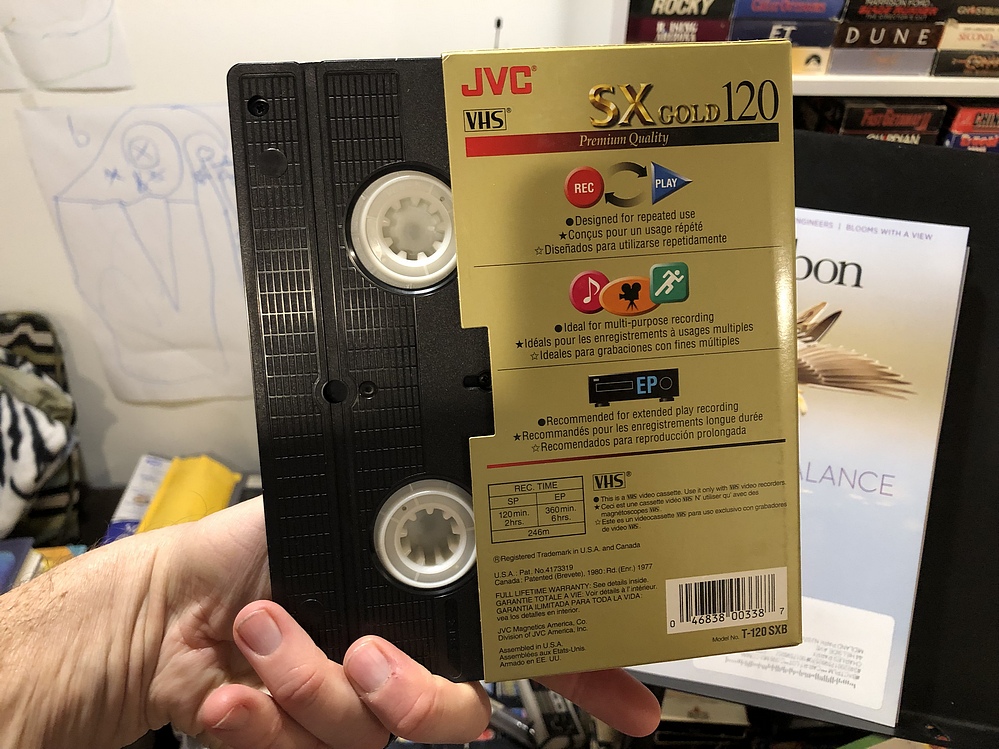 JVC®
VHS®
SX GOLD 120
Premium Quality
REC PLAY
●Designed for repeated use
★Conçus pour un usage répété
☆Diseñados para utilizarse repetidamente
●Ideal for multi-purpose recording
★Idéals pour les enregistrements à usages multiples
☆Ideales para grabaciones con fines múltiples
EP
●Recommended for extended play recording
★Recommandés pour les enregistrements longue durée
☆Recomendados para reproducción prolongada
REC. TIME
SP EP
120min. 360min.
2hrs. 6hrs.
246m
VHS®
●This is a VHS video cassette. Use it only with VHS video recorders.
★Ceci est une cassette vidéo VHS N' utiliser qu' avec des
magnétoscopes VHS.
☆Este es un videocassette VHS para uso exclusivo con grabadores
de video VHS.
®Registered Trademark in U.S.A. and Canada
U.S.A.: Pat. No.4173319
Canada: Patented (Brevete), 1980: Rd. (Enr.) 1977
FULL LIFETIME WARRANTY: See details inside.
GARANTIE TOTALE A VIE: Voir détails à l'intérieur.
GARANTIA ILIMITADA PARA TODA LA VIDA:
vea los detalles en interior.
JVC Magnetics America, Co
Division of JVC America, Inc.
Assembled in U.S.A.
Assemblées aux Etats-Unis
Armado en EE. UU.
0 46838 00338 7
Model No. T-120 SXB
ROCKY
ET
DUNE
NGINEERS | BLOOMS WITH A VIEW
bon
ALANCE